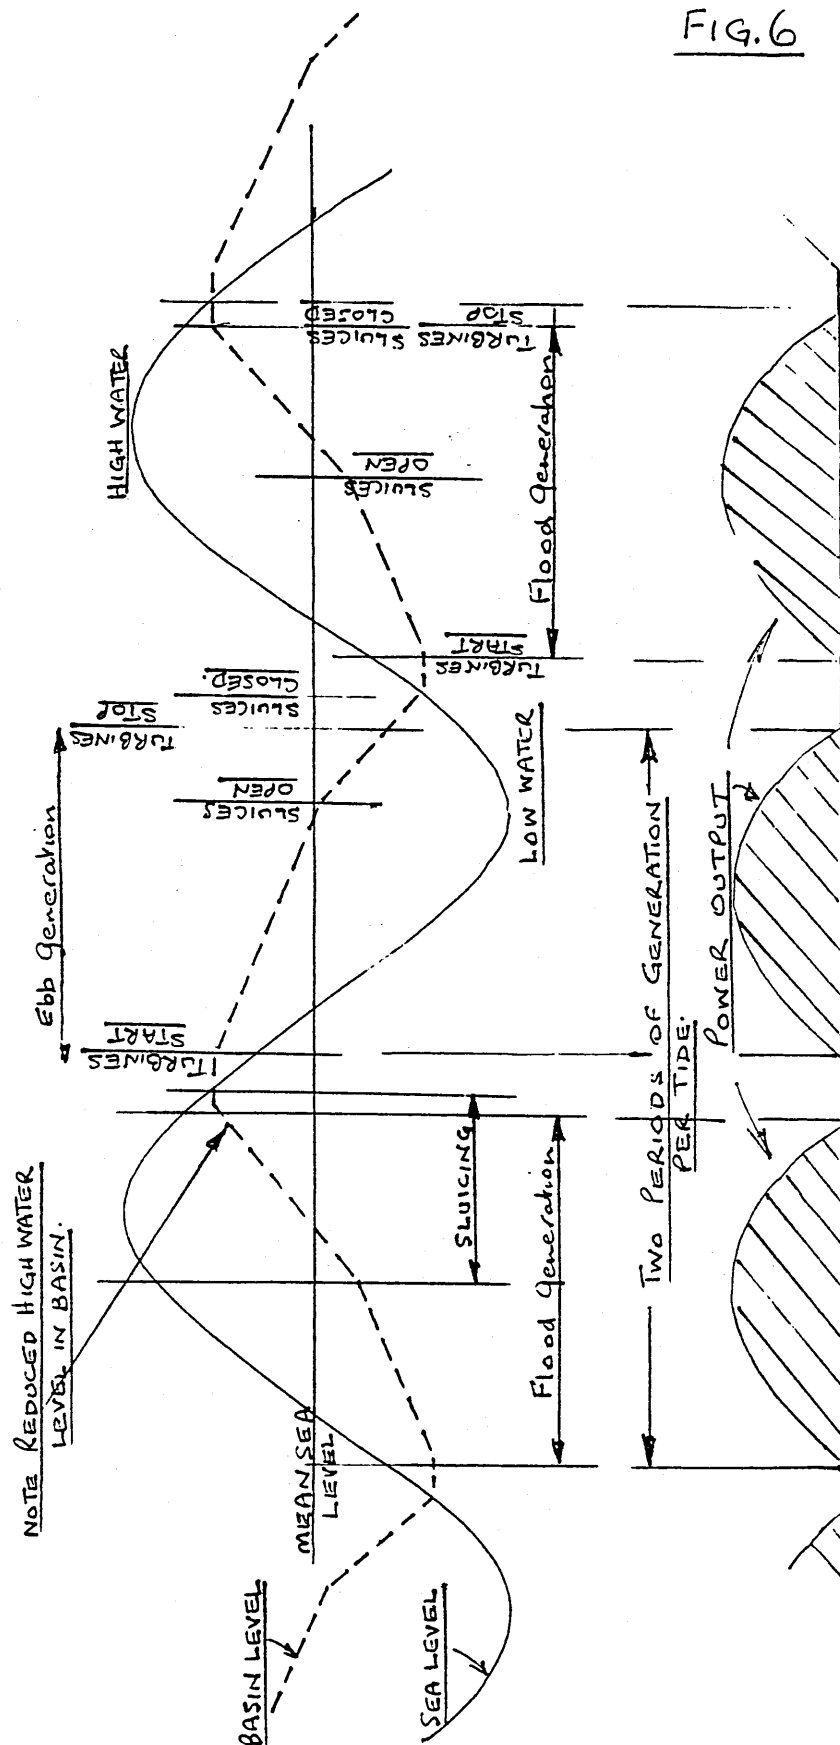 FIG.6
NOTE REDUCED HIGH WATER
LEVEL IN BASIN.
BASIN LEVEL
SEA LEVEL
MEAN SEA
LEVEL
HIGH WATER
LOW WATER
Ebb Generation
TURBINES
START
SLUICES
OPEN
TURBINES
STOP
SLUICES
CLOSED.
TURBINES
START
SLUICES
OPEN
SLUICES
CLOSED
TURBINES
STOP
SLUICING
Flood Generation
Flood Generation
TWO PERIODS OF GENERATION
PER TIDE.
POWER OUTPUT